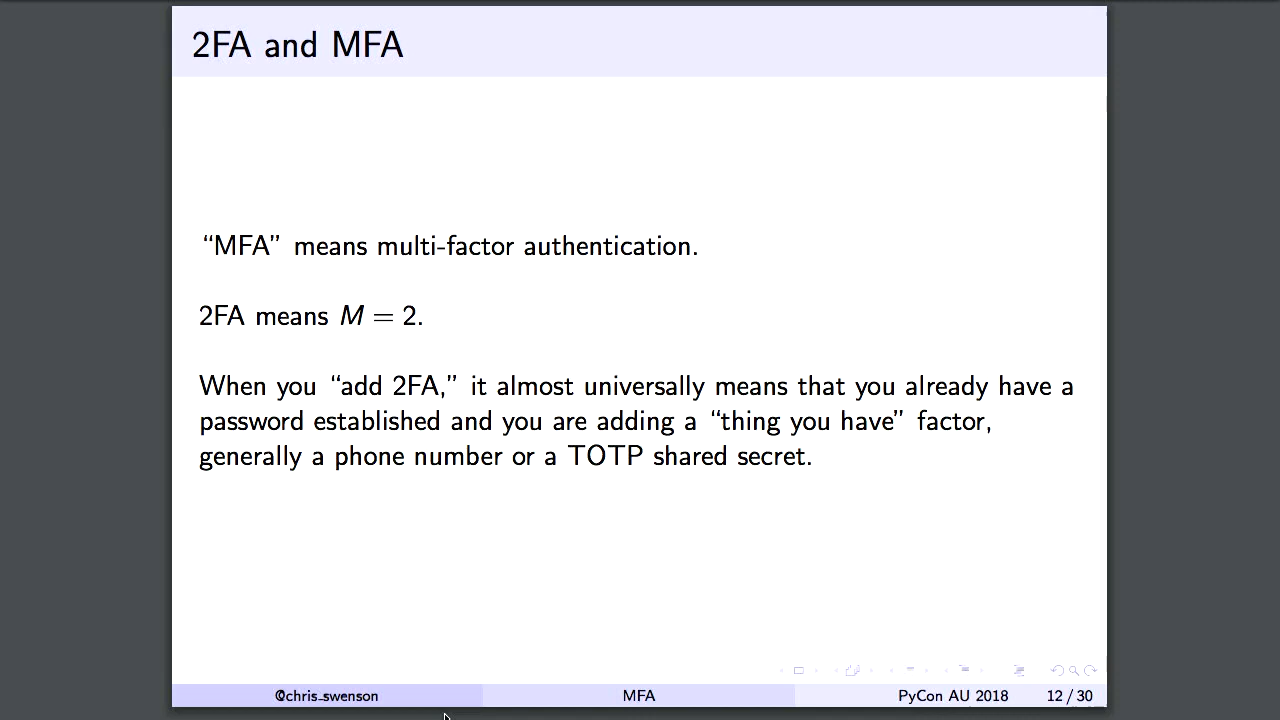 2FA and MFA
“MFA” means multi-factor authentication.
2FA means M = 2.
When you “add 2FA,” it almost universally means that you already have a
password established and you are adding a “thing you have” factor,
generally a phone number or a TOTP shared secret.
@chris_swenson MFA PyCon AU 2018 12 / 30